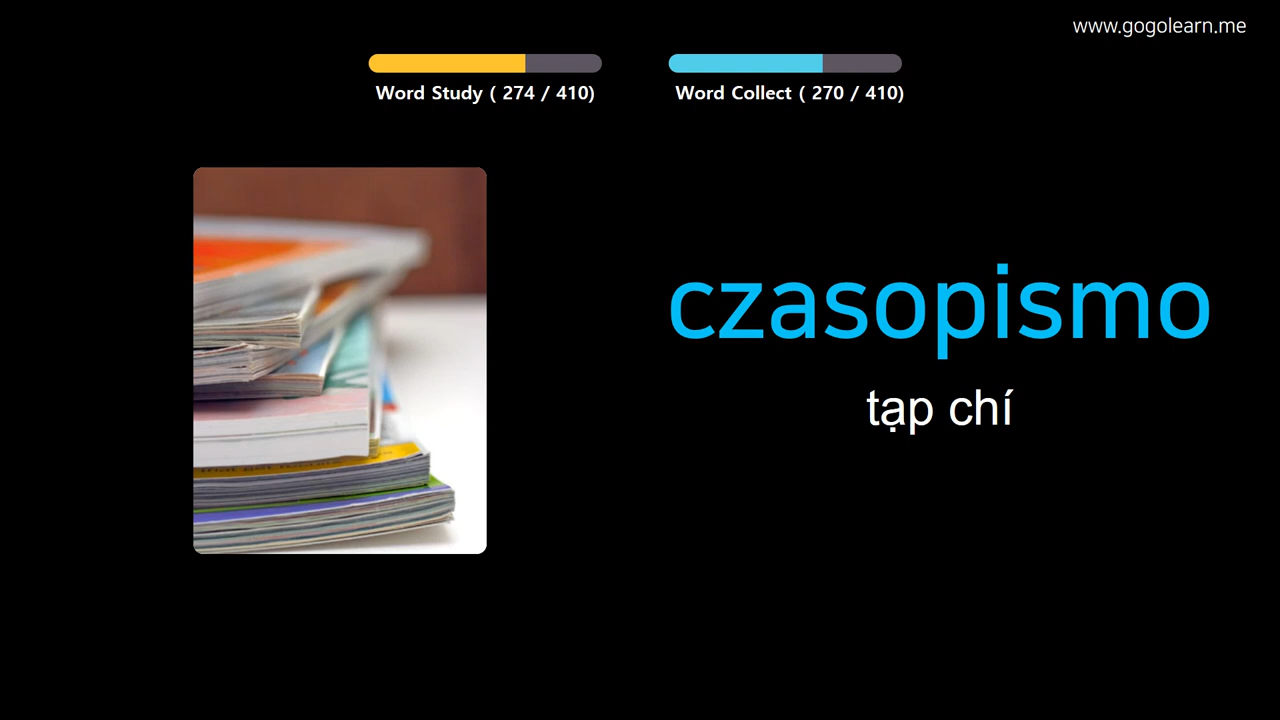 www.gogolearn.me
Word Study ( 274 / 410)
Word Collect ( 270 / 410)
czasopismo
tạp chí